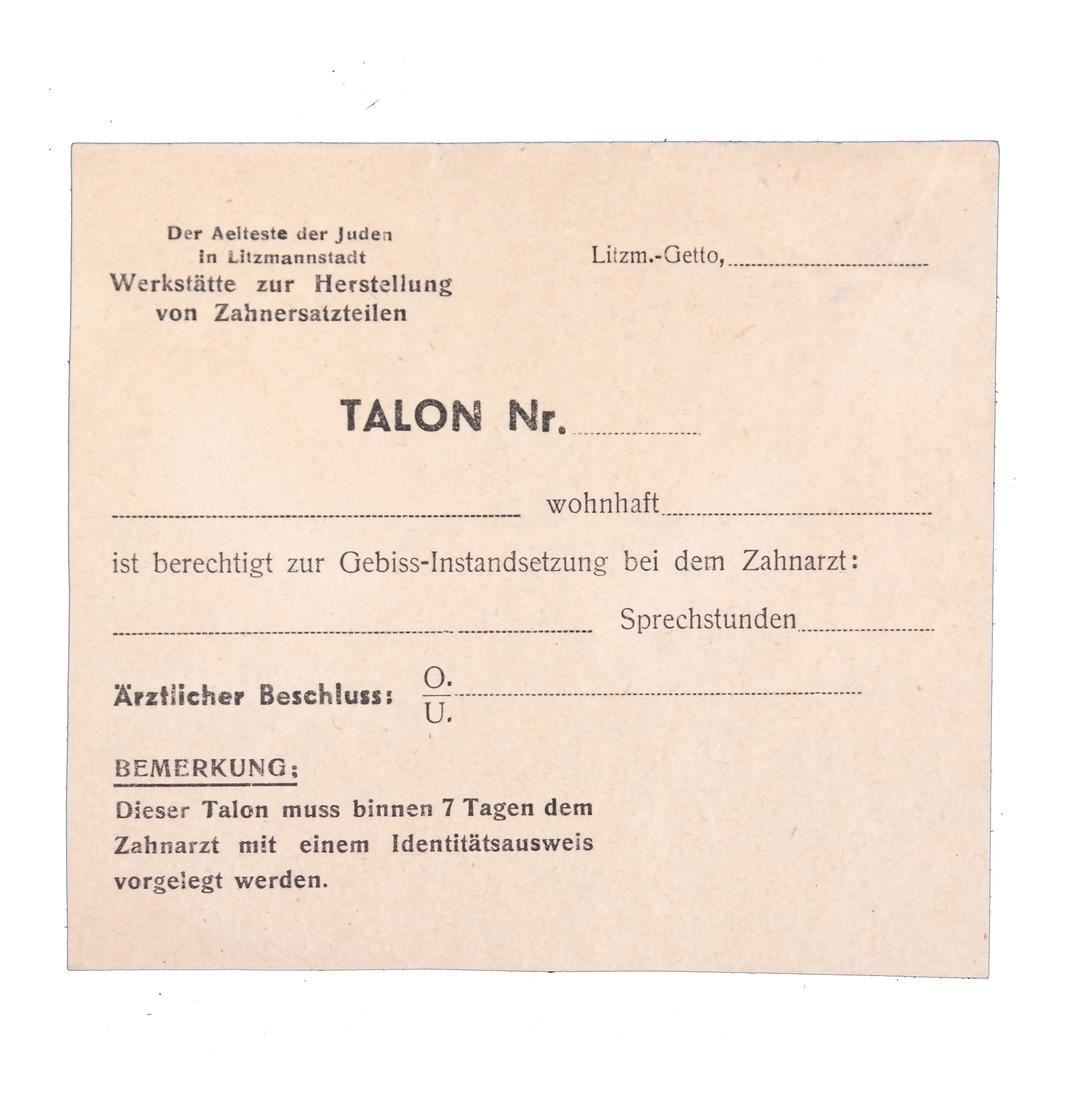 Der Aelteste der Juden
in Litzmannstadt
Werkstätte zur Herstellung
von Zahnersatzteilen
Litzm.-Getto,
TALON Nr.
wohnhaft
ist berechtigt zur Gebiss-Instandsetzung bei dem Zahnarzt:
Sprechstunden
Ärztlicher Beschluss: O.
U.
BEMERKUNG:
Dieser Talon muss binnen 7 Tagen dem
Zahnarzt mit einem Identitätsausweis
vorgelegt werden.